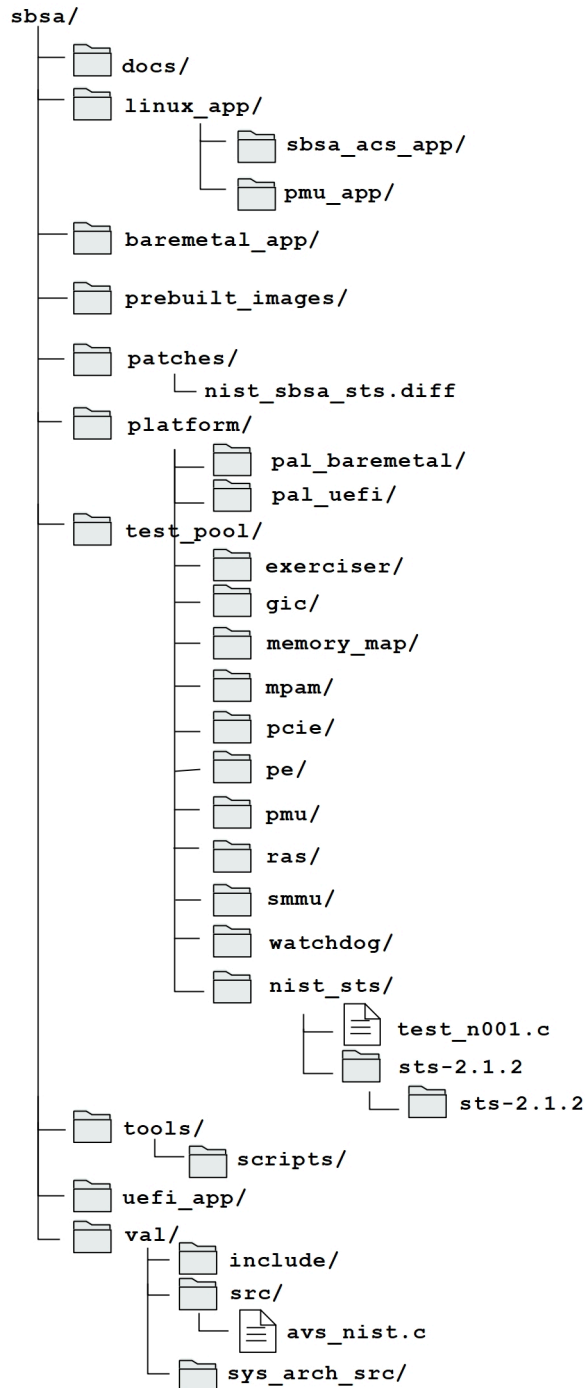 sbsa/
docs/
linux_app/
sbsa_acs_app/
pmu_app/
baremetal_app/
prebuilt_images/
patches/
nist_sbsa_sts.diff
platform/
pal_baremetal/
pal_uefi/
test_pool/
exerciser/
gic/
memory_map/
mpam/
pcie/
pe/
pmu/
ras/
smmu/
watchdog/
nist_sts/
test_n001.c
sts-2.1.2
sts-2.1.2
tools/
scripts/
uefi_app/
val/
include/
src/
avs_nist.c
sys_arch_src/